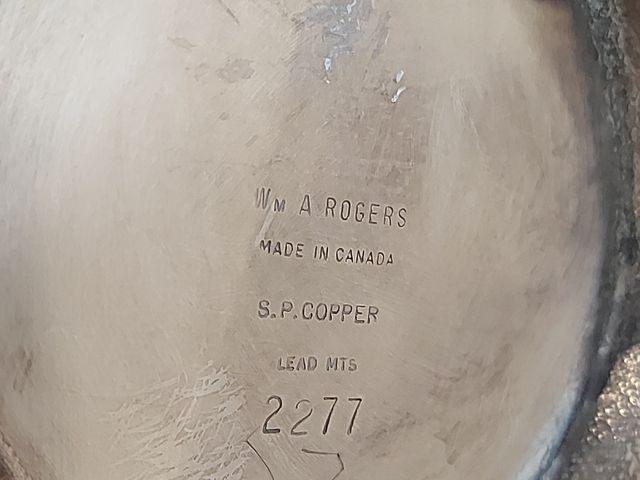 Wm A ROGERS
MADE IN CANADA
S.P. COPPER
LEAD MTS
2277